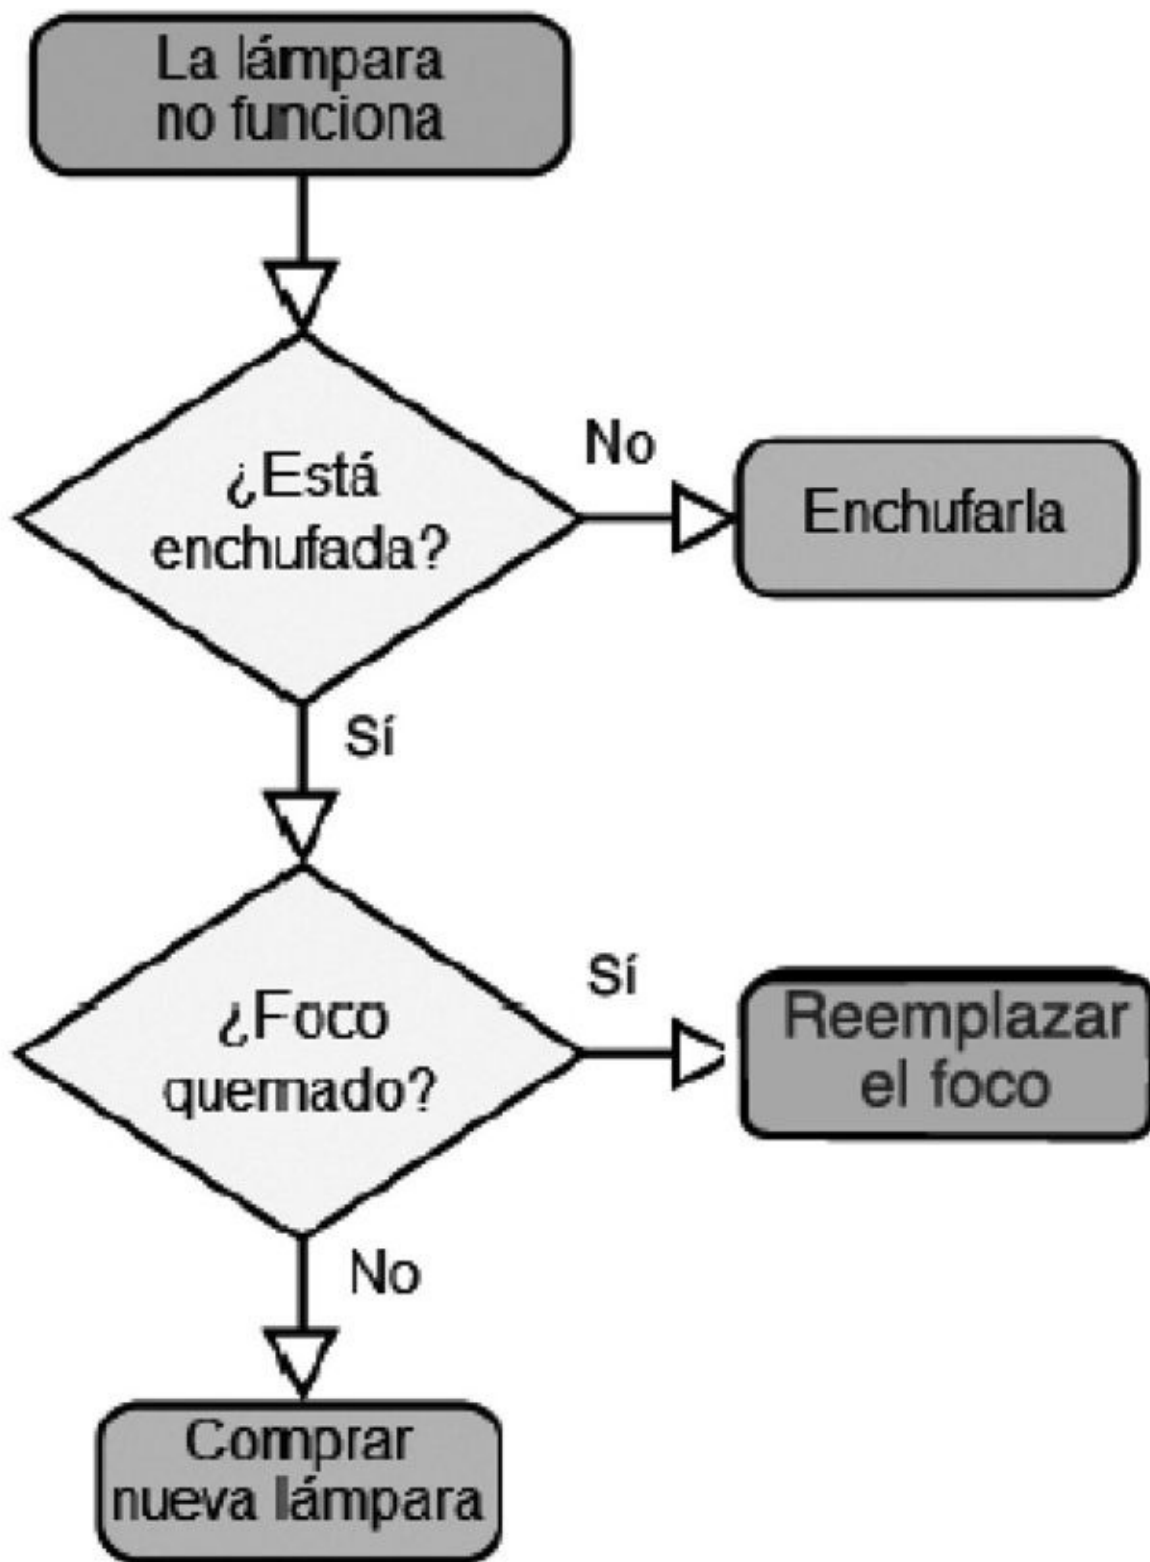 La lámpara
no funciona
¿Está
enchufada?
No
Enchufarla
Sí
¿Foco
quemado?
Sí
Reemplazar
el foco
No
Comprar
nueva lámpara